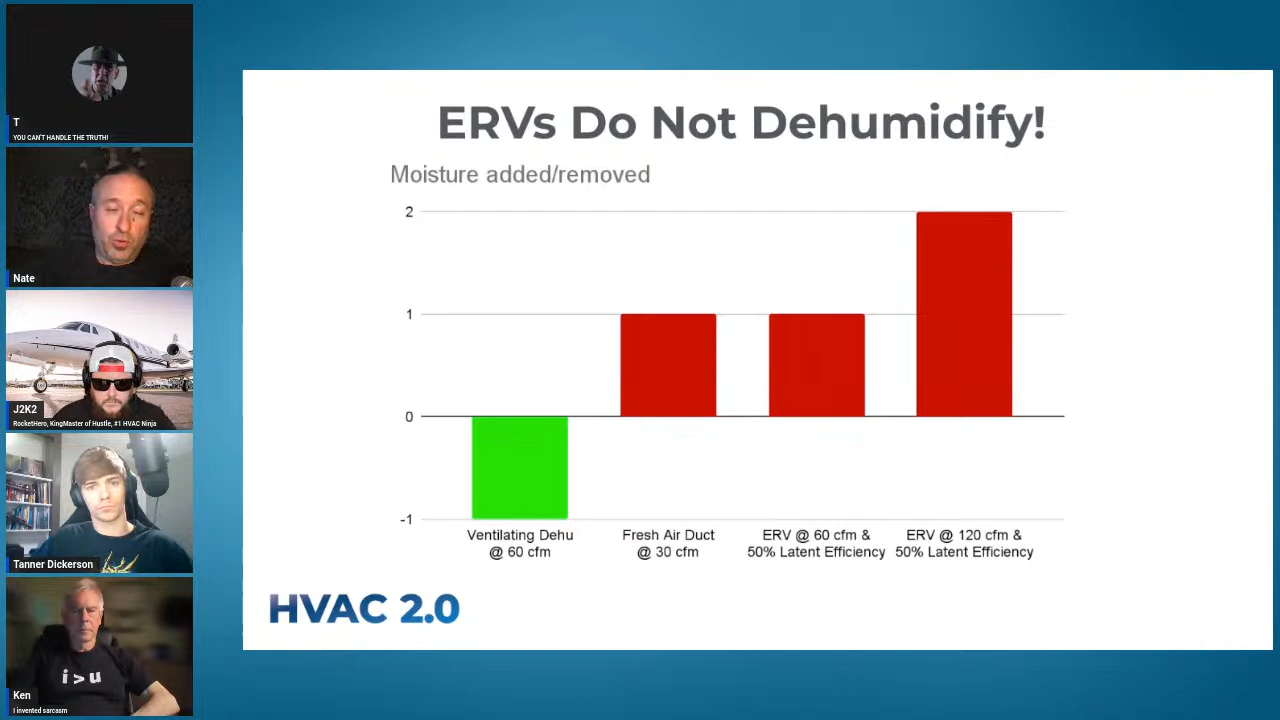 T
YOU CAN'T HANDLE THE TRUTH!
Nate
J2K2
RocketHero, KingMaster of Hustle, #1 HVAC Ninja
Tanner Dickerson
i>u
Ken
I invented sarcasm
ERVs Do Not Dehumidify!
Moisture added/removed
2
1
0
-1
Ventilating Dehu
@ 60 cfm
Fresh Air Duct
@ 30 cfm
ERV @ 60 cfm &
50% Latent Efficiency
ERV @ 120 cfm &
50% Latent Efficiency
HVAC 2.0